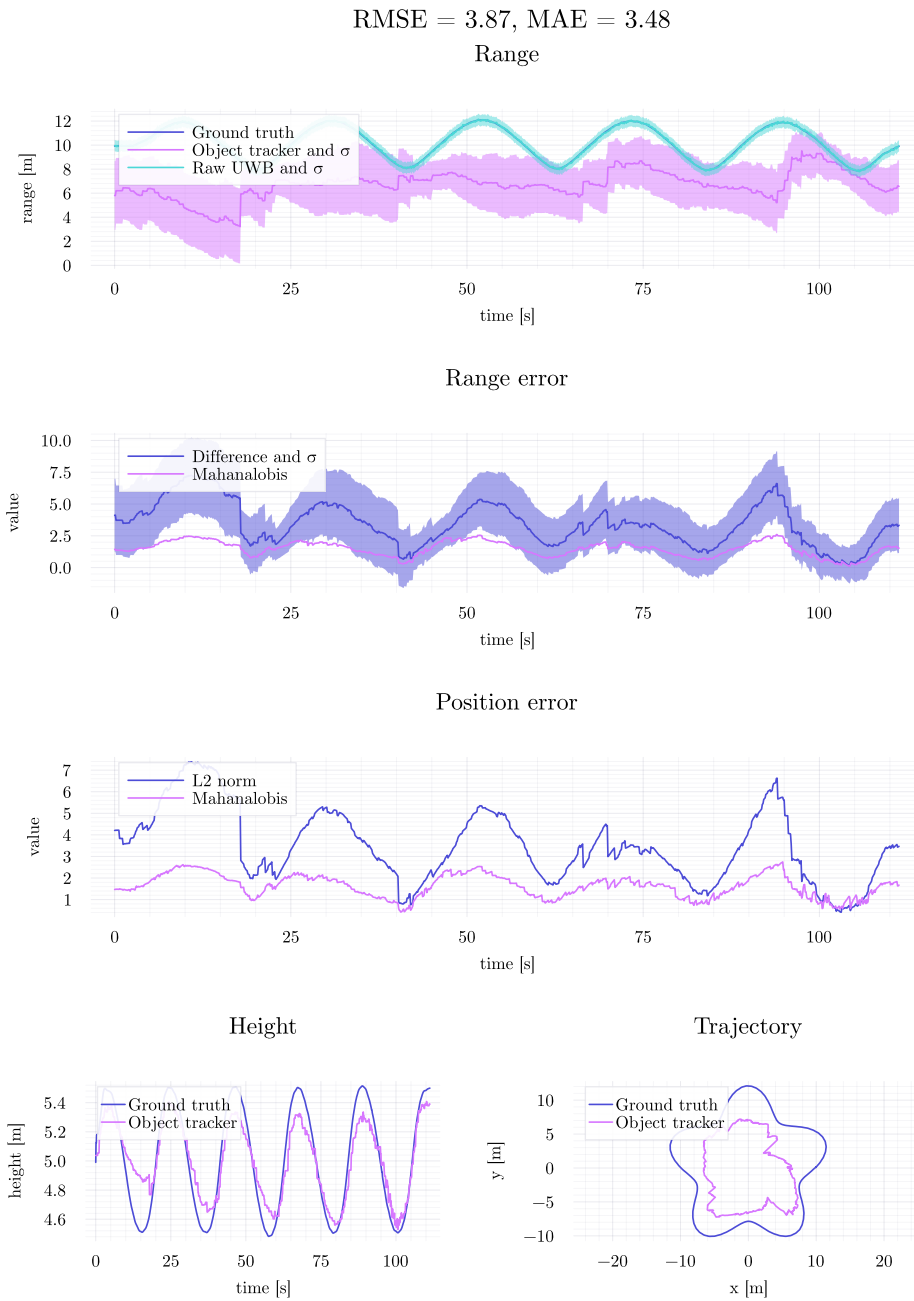 RMSE = 3.87, MAE = 3.48
Range
range [m]
12
10
8
6
4
2
0
Ground truth
Object tracker and σ
Raw UWB and σ
0 25 50 75 100
time [s]
Range error
value
10.0
7.5
5.0
2.5
0.0
Difference and σ
Mahanalobis
0 25 50 75 100
time [s]
Position error
value
7
6
5
4
3
2
1
L2 norm
Mahanalobis
0 25 50 75 100
time [s]
Height
height [m]
5.4
5.2
5.0
4.8
4.6
Ground truth
Object tracker
0 25 50 75 100
time [s]
Trajectory
y [m]
10
5
0
−5
−10
Ground truth
Object tracker
−20 −10 0 10 20
x [m]